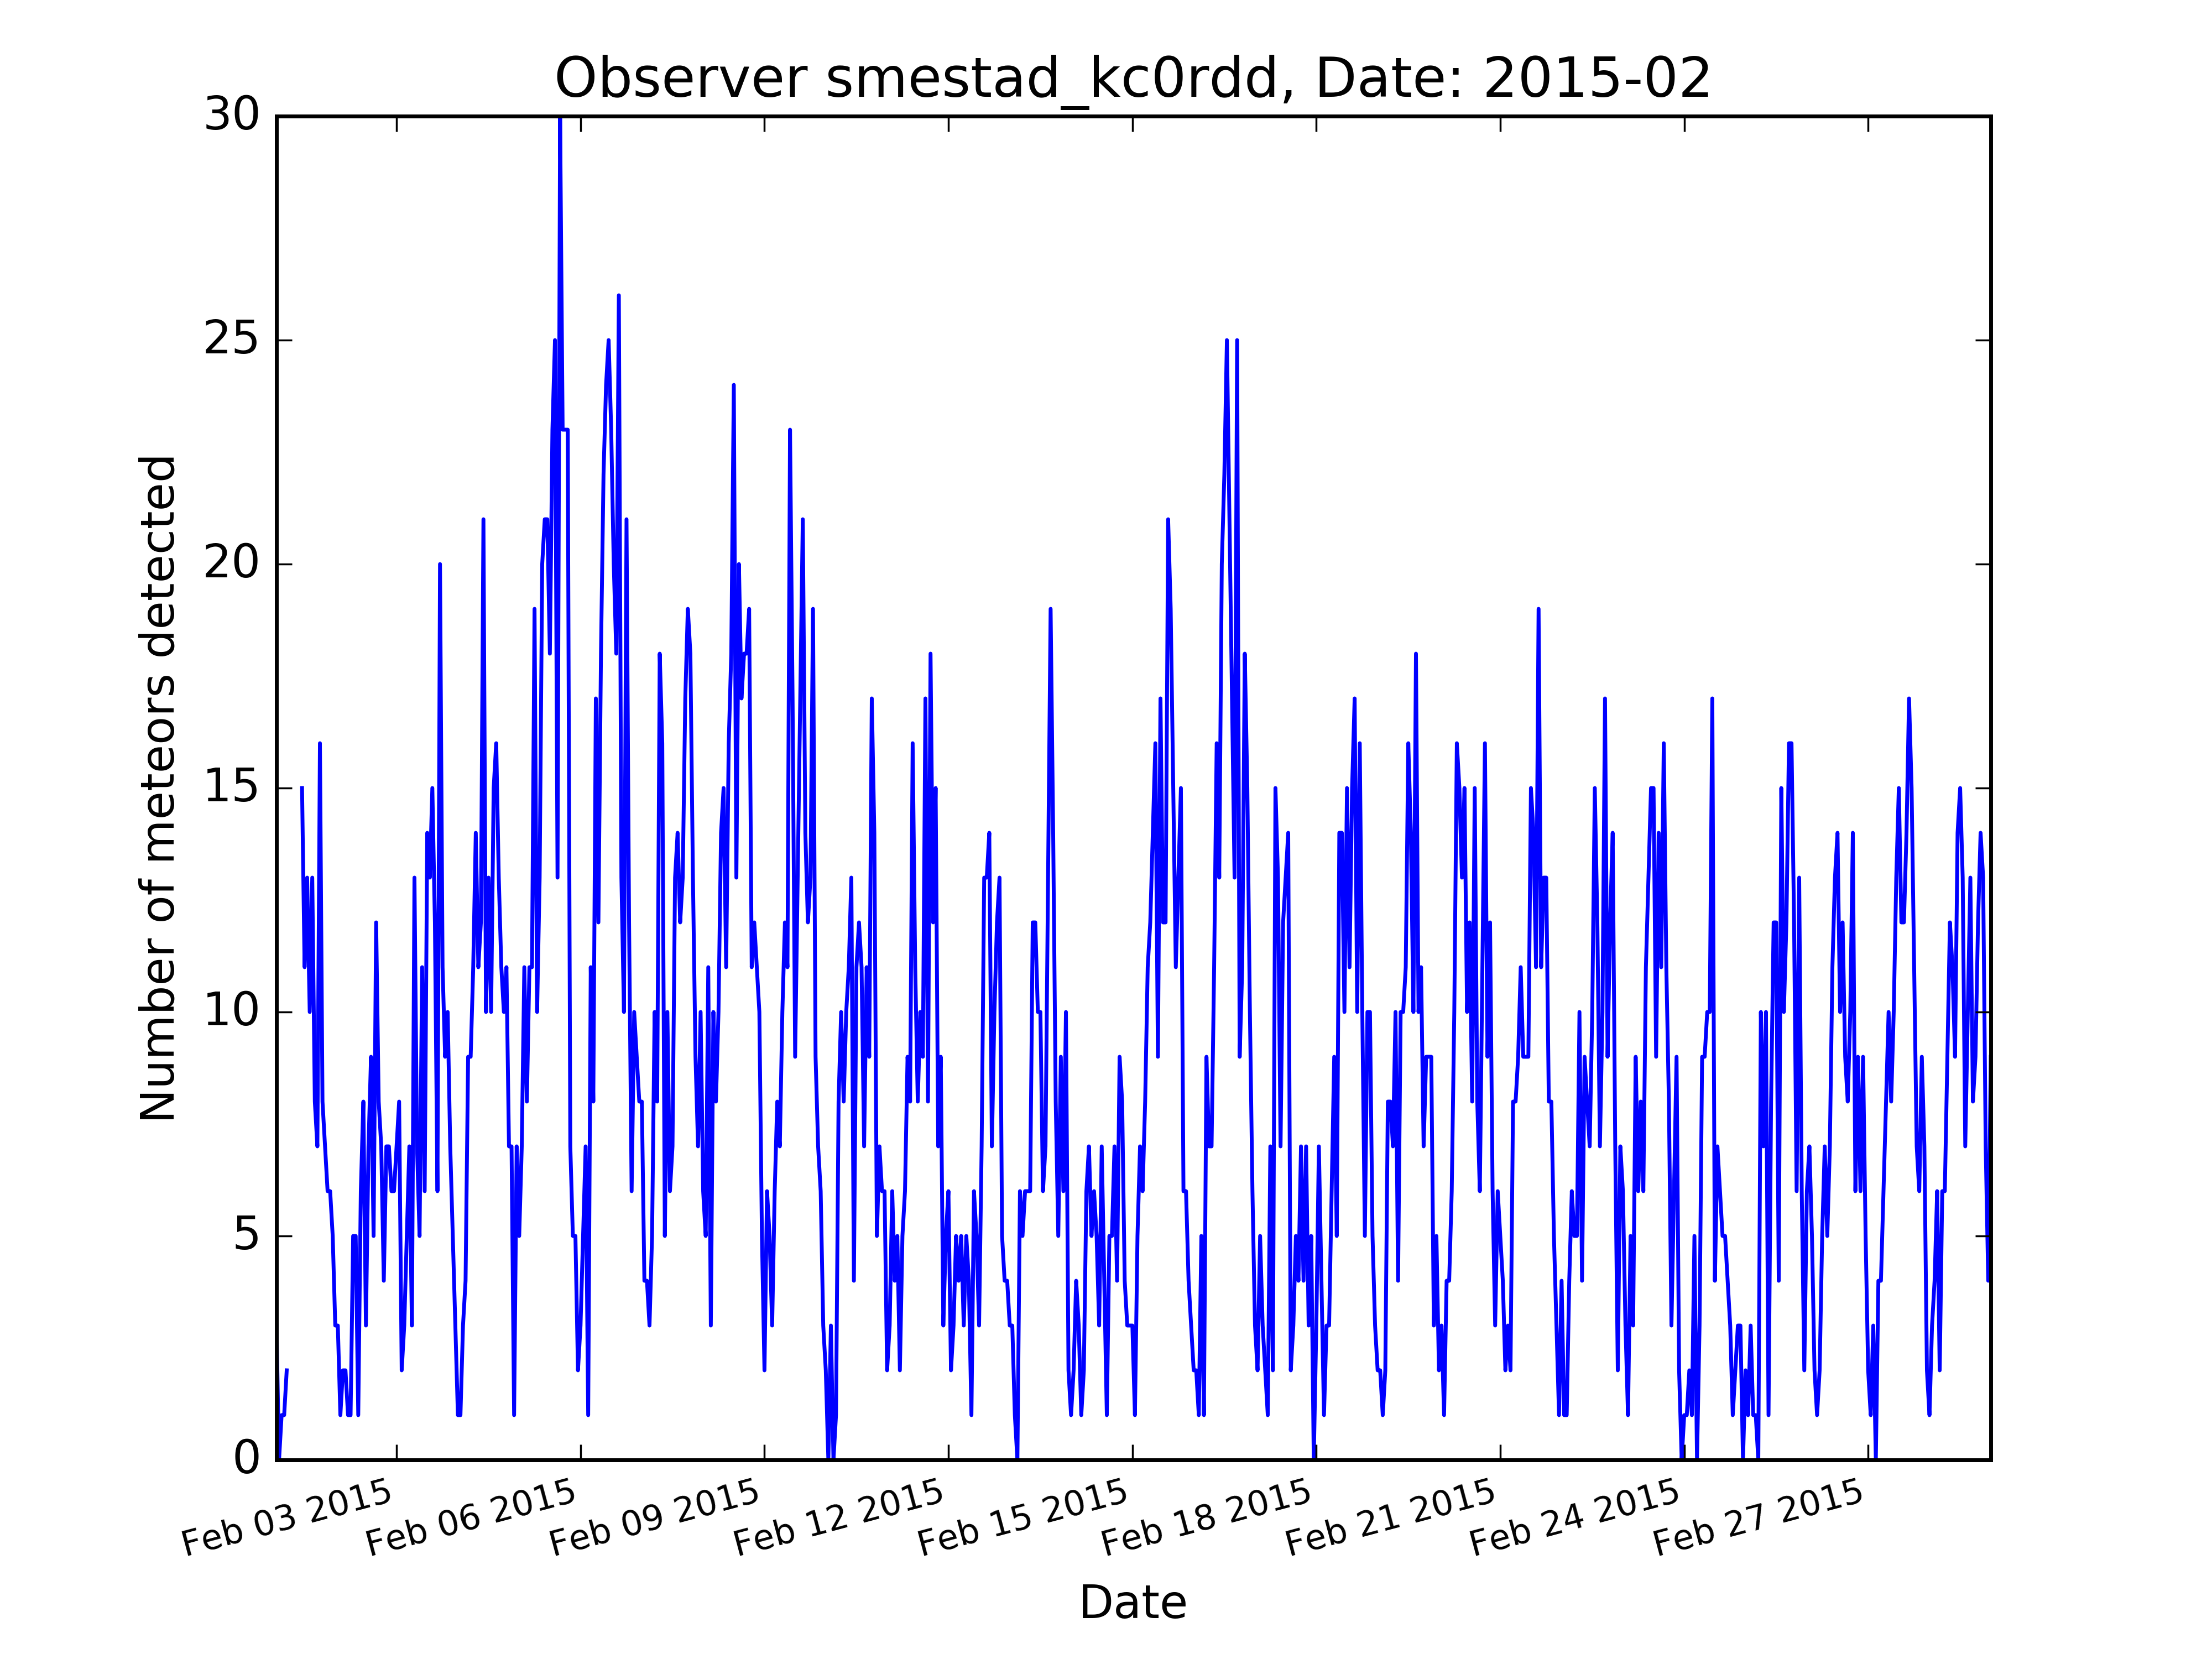 Observer smestad_kc0rdd, Date: 2015-02
30
25
20
15
10
5
0
Number of meteors detected
Feb 03 2015
Feb 06 2015
Feb 09 2015
Feb 12 2015
Feb 15 2015
Feb 18 2015
Feb 21 2015
Feb 24 2015
Feb 27 2015
Date